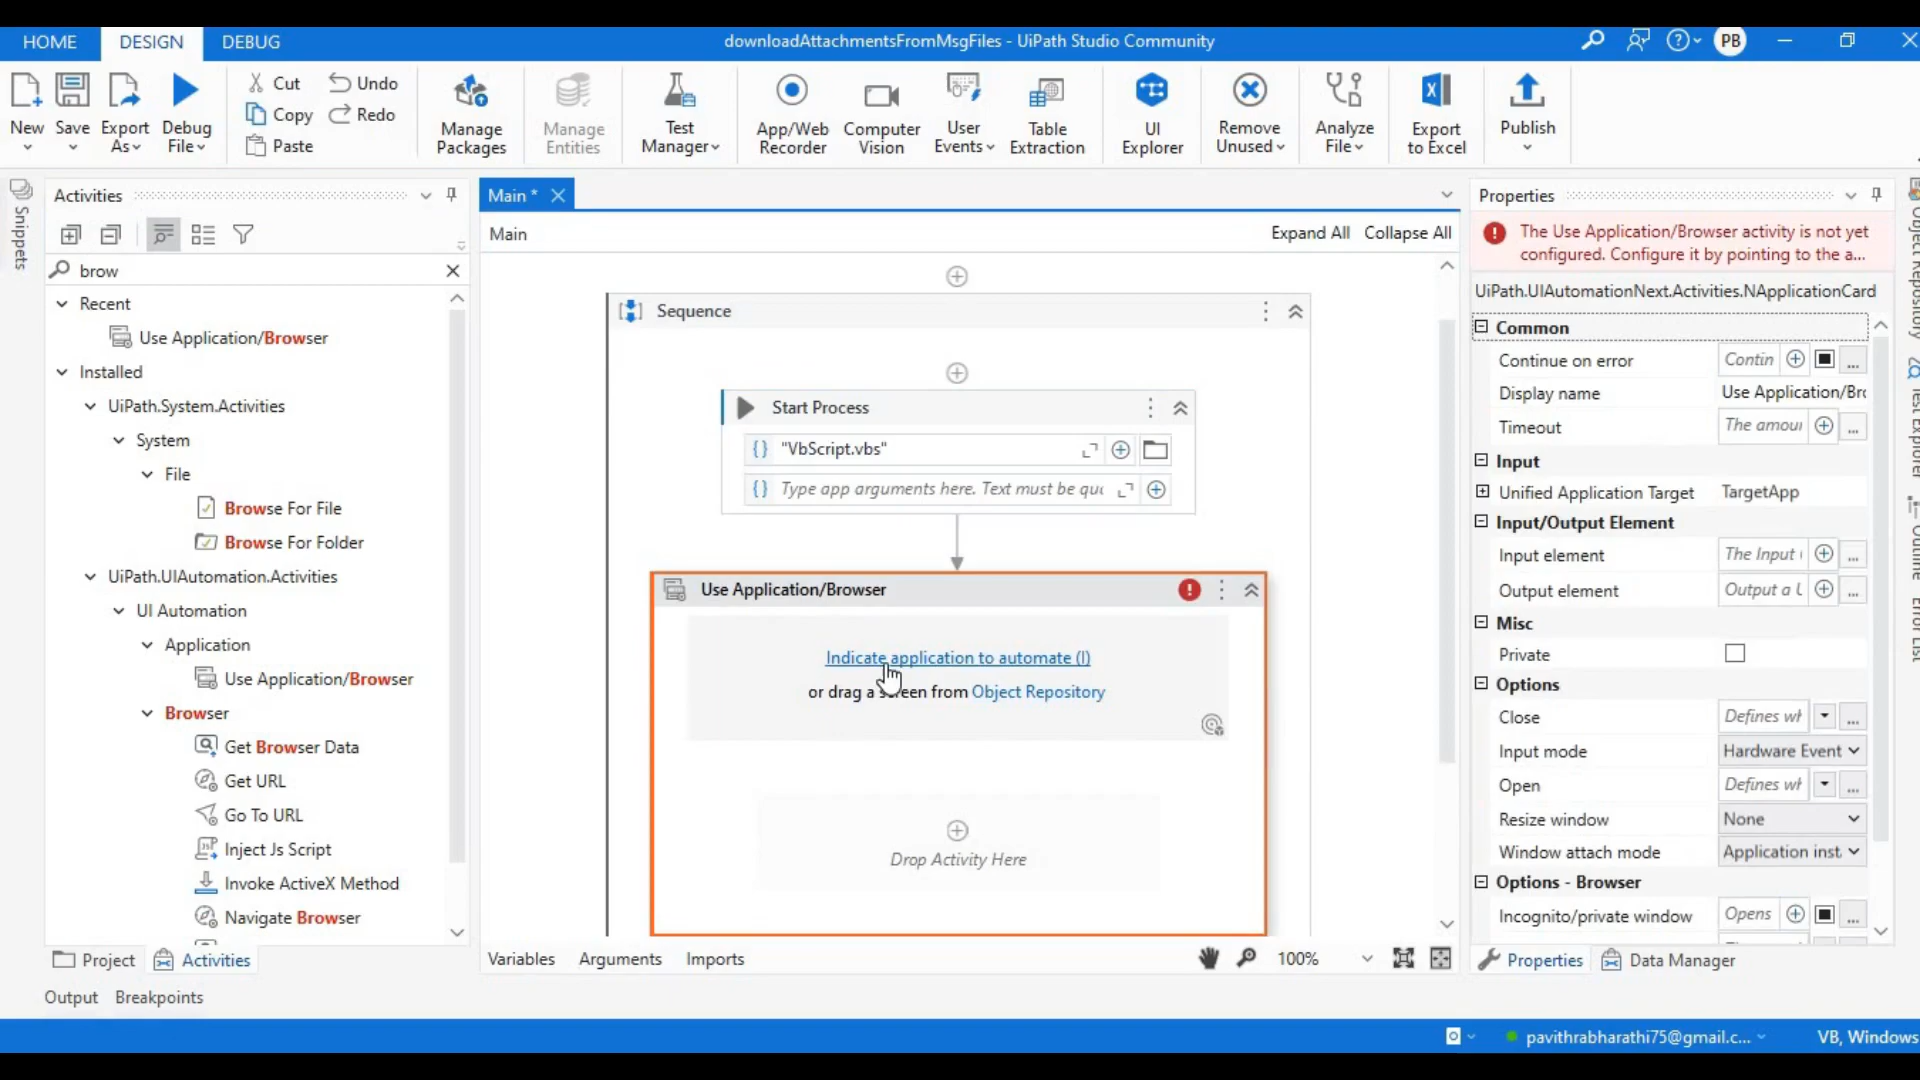 HOME DESIGN DEBUG downloadAttachmentsFromMsgFiles - UiPath Studio Community PB
New Save Export As Debug File
Cut Undo
Copy Redo
Paste
Manage Packages Manage Entities Test Manager App/Web Recorder Computer Vision User Events Table Extraction UI Explorer Remove Unused Analyze File Export to Excel Publish
Snippets
Activities
brow
Recent
Use Application/Browser
Installed
UiPath.System.Activities
System
File
Browse For File
Browse For Folder
UiPath.UIAutomation.Activities
UI Automation
Application
Use Application/Browser
Browser
Get Browser Data
Get URL
Go To URL
Inject Js Script
Invoke ActiveX Method
Navigate Browser
Project Activities
Output Breakpoints
Main *
Main Expand All Collapse All
Sequence
Start Process
"VbScript.vbs"
Type app arguments here. Text must be quo
Use Application/Browser
Indicate application to automate (I)
or drag a screen from Object Repository
Drop Activity Here
Variables Arguments Imports 100%
Properties
The Use Application/Browser activity is not yet
configured. Configure it by pointing to the a...
UiPath.UIAutomationNext.Activities.NApplicationCard
Common
Continue on error Contin
Display name Use Application/Bro
Timeout The amour
Input
Unified Application Target TargetApp
Input/Output Element
Input element The Input
Output element Output a U
Misc
Private
Options
Close Defines wh
Input mode Hardware Event
Open Defines wh
Resize window None
Window attach mode Application inst
Options - Browser
Incognito/private window Opens
Properties Data Manager
Object Repository
Test Explorer
Outline
Error List
pavithrabharathi75@gmail.c...
VB, Windows